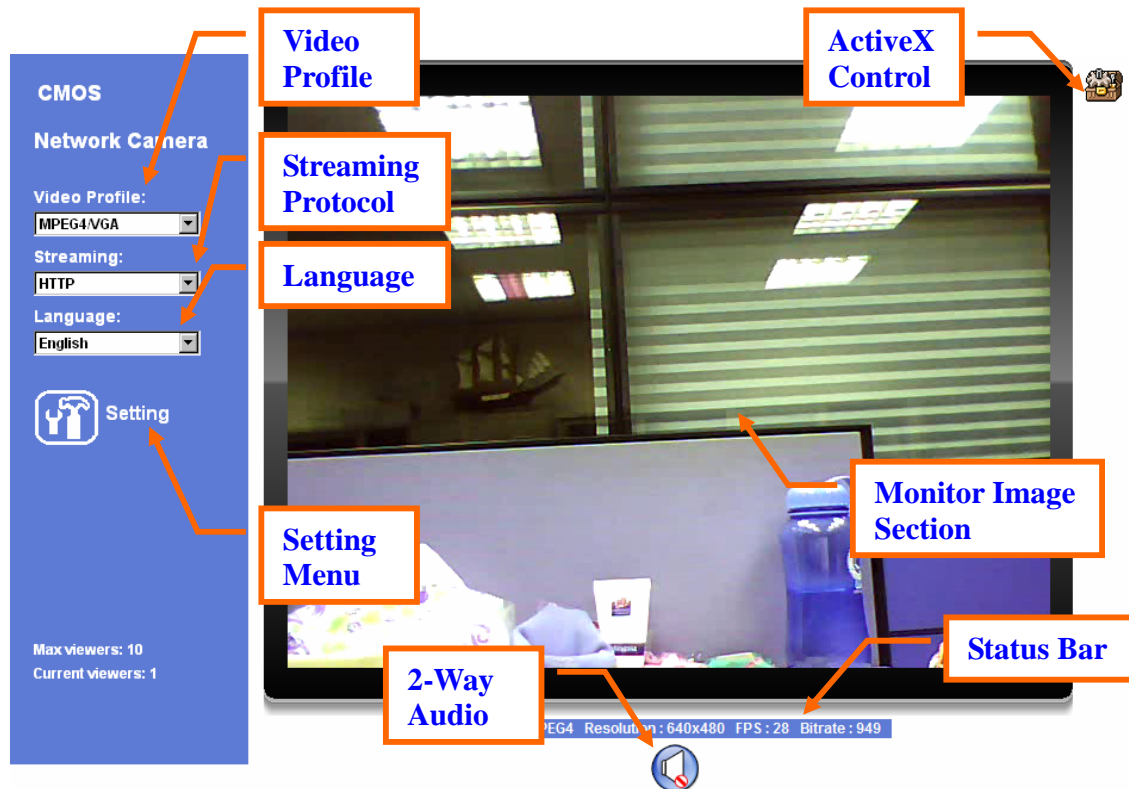 CMOS
Network Camera
Video Profile:
MPEG4/VGA
Streaming:
HTTP
Language:
English
Setting
Max viewers: 10
Current viewers: 1
Video
Profile
Streaming
Protocol
Language
Setting
Menu
2-Way
Audio
ActiveX
Control
Monitor Image
Section
Status Bar
PEG4 Resolution : 640x480 FPS : 28 Bitrate : 949